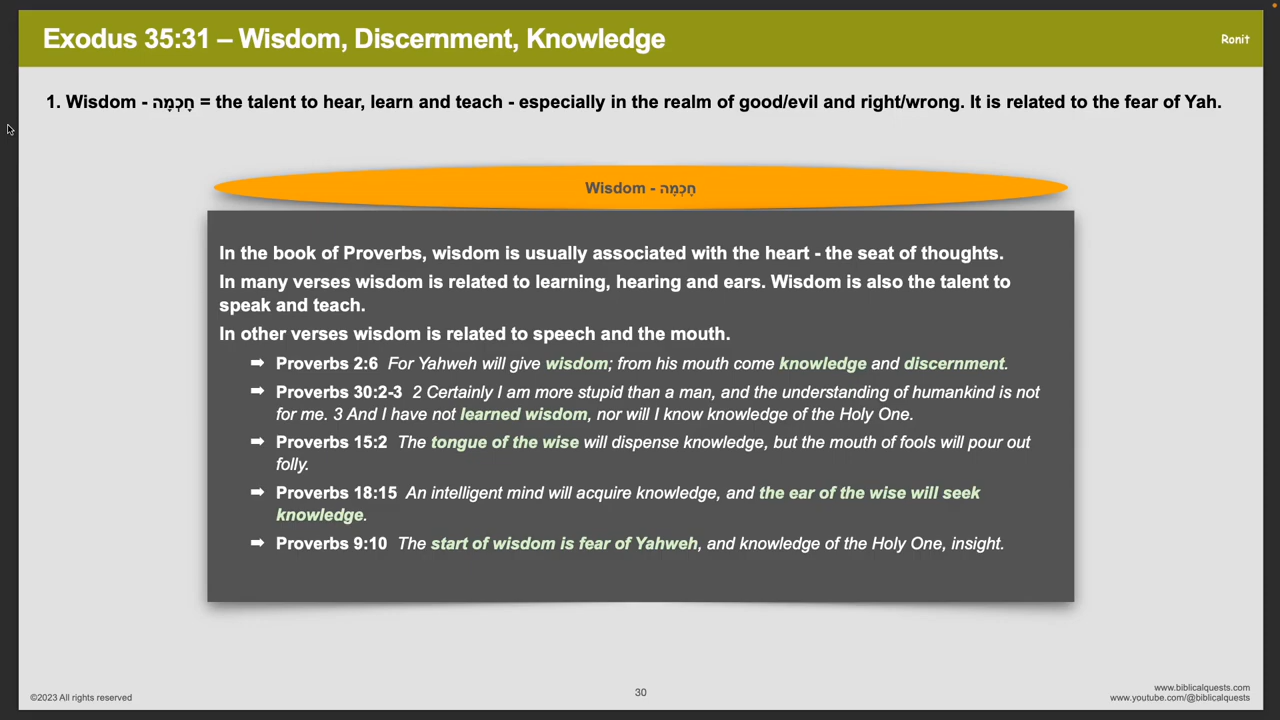 Exodus 35:31 – Wisdom, Discernment, Knowledge
Ronit
1. Wisdom - חָכְמָה = the talent to hear, learn and teach - especially in the realm of good/evil and right/wrong. It is related to the fear of Yah.
Wisdom - חָכְמָה
In the book of Proverbs, wisdom is usually associated with the heart - the seat of thoughts.
In many verses wisdom is related to learning, hearing and ears. Wisdom is also the talent to
speak and teach.
In other verses wisdom is related to speech and the mouth.
➡ Proverbs 2:6 For Yahweh will give wisdom; from his mouth come knowledge and discernment.
➡ Proverbs 30:2-3 2 Certainly I am more stupid than a man, and the understanding of humankind is not
for me. 3 And I have not learned wisdom, nor will I know knowledge of the Holy One.
➡ Proverbs 15:2 The tongue of the wise will dispense knowledge, but the mouth of fools will pour out
folly.
➡ Proverbs 18:15 An intelligent mind will acquire knowledge, and the ear of the wise will seek
knowledge.
➡ Proverbs 9:10 The start of wisdom is fear of Yahweh, and knowledge of the Holy One, insight.
©2023 All rights reserved
30
www.biblicalquests.com
www.youtube.com/@biblicalquests